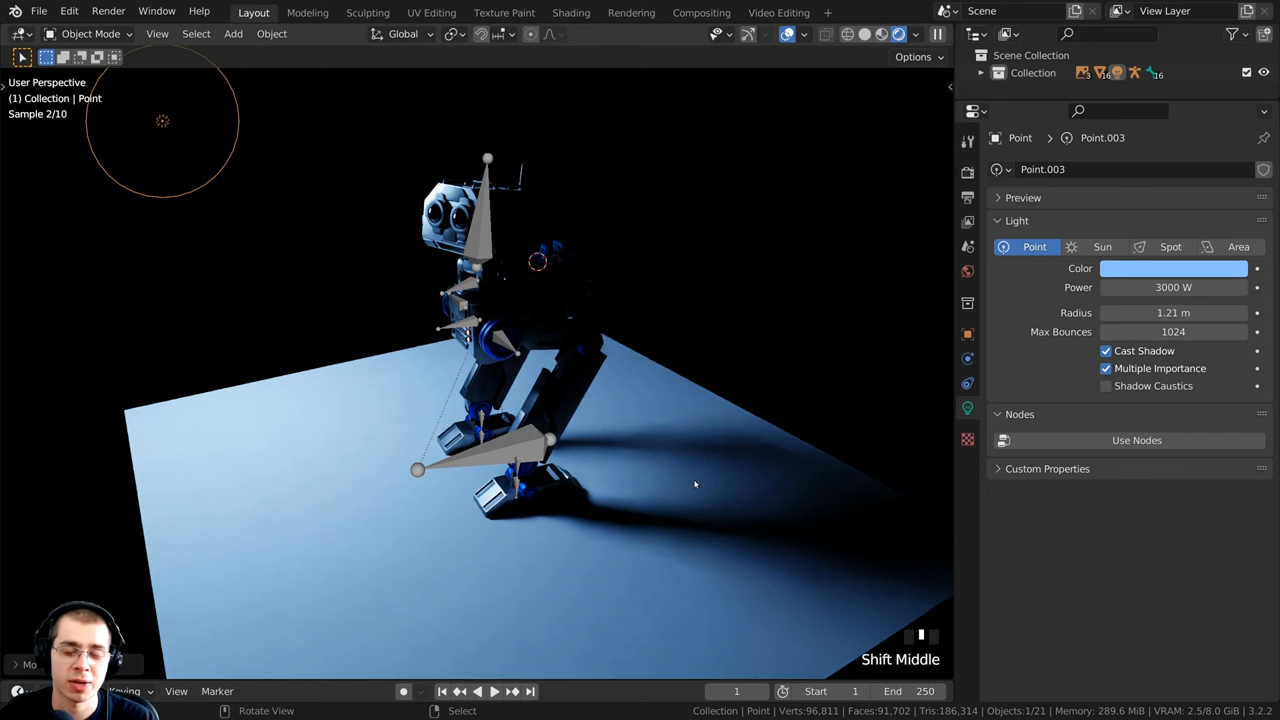 File Edit Render Window Help Layout Modeling Sculpting UV Editing Texture Paint Shading Rendering Compositing Video Editing + Scene View Layer
Object Mode View Select Add Object Global
Options
User Perspective
(1) Collection | Point
Sample 2/10
Scene Collection
Collection 3 16 16
Point Point.003
Point.003
Preview
Light
Point Sun Spot Area
Color
Power 3000 W
Radius 1.21 m
Max Bounces 1024
Cast Shadow
Multiple Importance
Shadow Caustics
Nodes
Use Nodes
Custom Properties
Shift Middle
Mo
Keying View Marker 1 Start 1 End 250
Rotate View Select Collection | Point | Verts:96,811 | Faces:91,702 | Tris:186,314 | Objects:1/21 | Memory: 289.6 MiB | VRAM: 2.5/8.0 GiB | 3.2.2